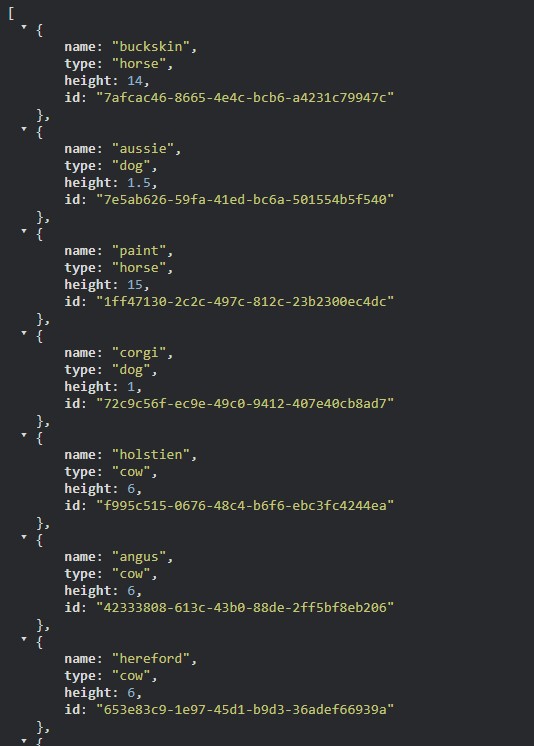 [
{
name: "buckskin",
type: "horse",
height: 14,
id: "7afcac46-8665-4e4c-bcb6-a4231c79947c"
},
{
name: "aussie",
type: "dog",
height: 1.5,
id: "7e5ab626-59fa-41ed-bc6a-501554b5f540"
},
{
name: "paint",
type: "horse",
height: 15,
id: "1ff47130-2c2c-497c-812c-23b2300ec4dc"
},
{
name: "corgi",
type: "dog",
height: 1,
id: "72c9c56f-ec9e-49c0-9412-407e40cb8ad7"
},
{
name: "holstien",
type: "cow",
height: 6,
id: "f995c515-0676-48c4-b6f6-ebc3fc4244ea"
},
{
name: "angus",
type: "cow",
height: 6,
id: "42333808-613c-43b0-88de-2ff5bf8eb206"
},
{
name: "hereford",
type: "cow",
height: 6,
id: "653e83c9-1e97-45d1-b9d3-36adef66939a"
},
{